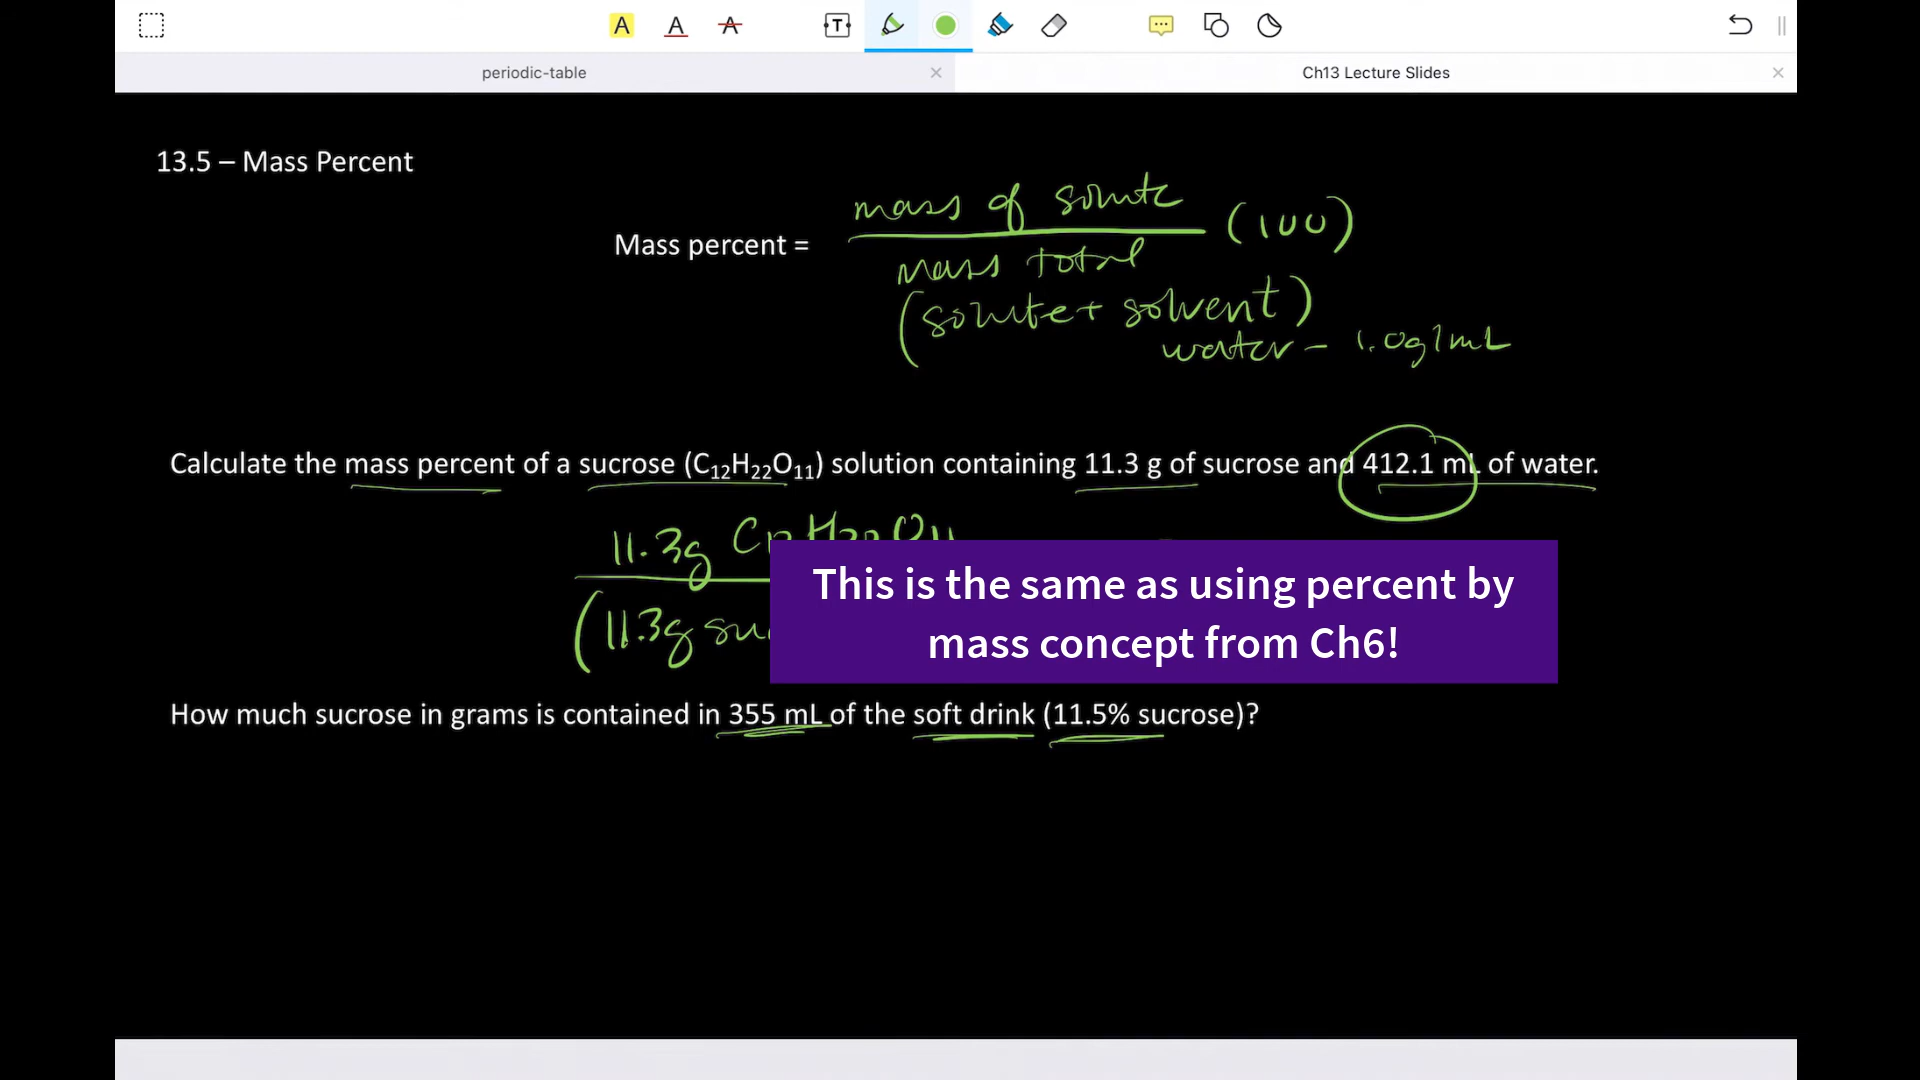 A A A T
periodic-table
Ch13 Lecture Slides
13.5 – Mass Percent
Mass percent =
mass of solute
(100)
mass total
(solute + solvent)
water – 1.0g/mL
Calculate the mass percent of a sucrose (C₁₂H₂₂O₁₁) solution containing 11.3 g of sucrose and 412.1 mL of water.
11.3g C₁₂H₂₂O₁₁
(11.3g su
This is the same as using percent by
mass concept from Ch6!
How much sucrose in grams is contained in 355 mL of the soft drink (11.5% sucrose)?